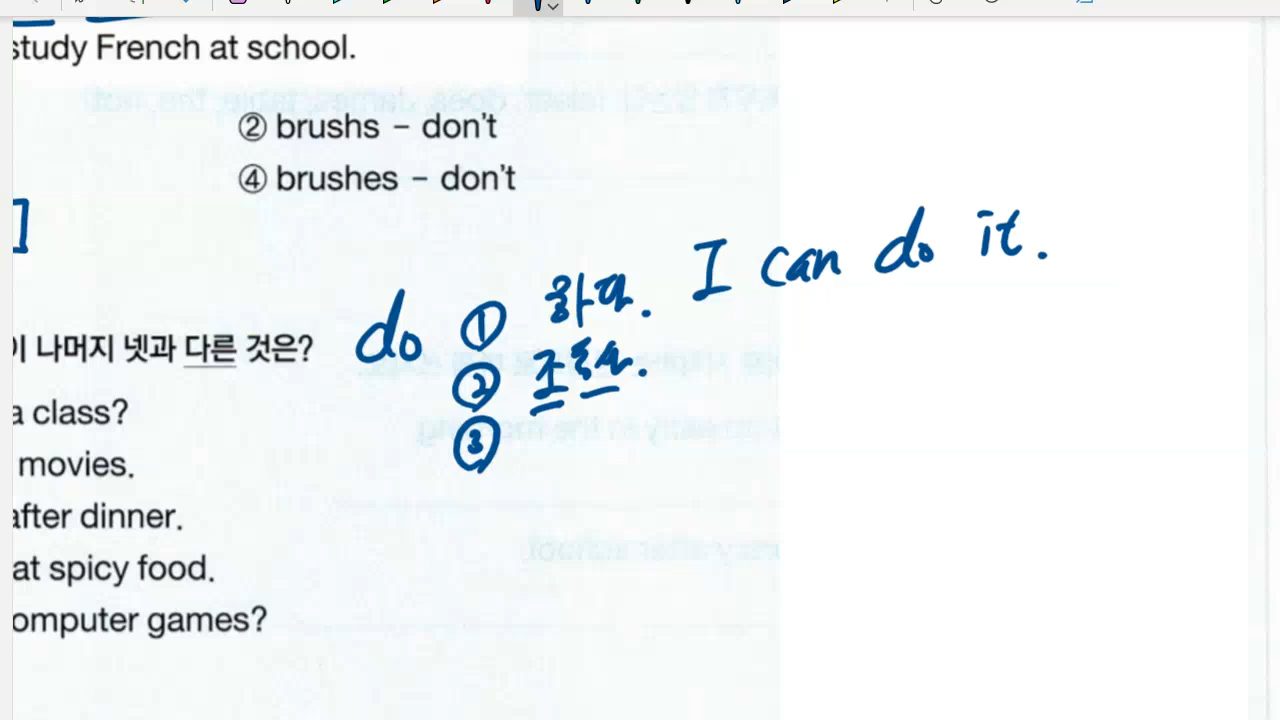 study French at school.
② brushs - don't
④ brushes - don't
]
I can do it.
do ① 하다.
나머지 넷과 다른 것은?
② 조동사.
③
a class?
movies.
after dinner.
at spicy food.
omputer games?